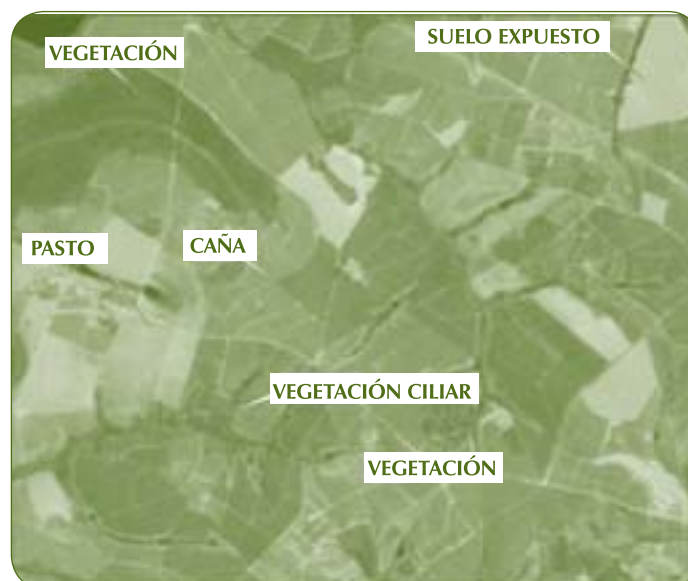 SUELO EXPUESTO
VEGETACIÓN
PASTO
CAÑA
VEGETACIÓN CILIAR
VEGETACIÓN